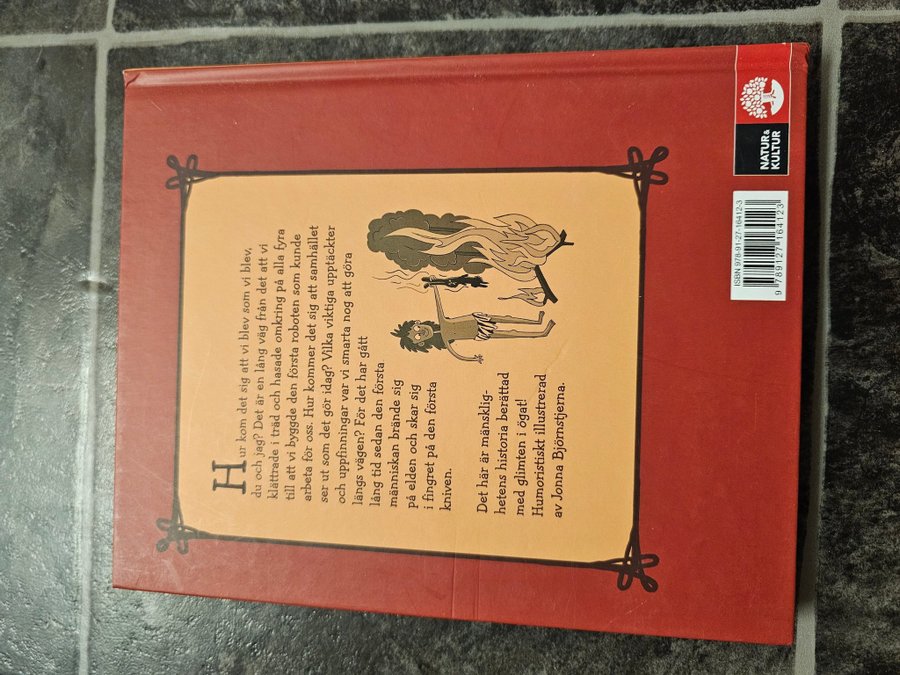 Hur kom det sig att vi blev som vi blev,
du och jag? Det är en lång väg från det att vi
klättrade i träd och hasade omkring på alla fyra
till att vi byggde den första roboten som kunde
arbeta för oss. Hur kommer det sig att samhället
ser ut som det gör idag? Vilka viktiga upptäckter
och uppfinningar var vi smarta nog att göra
längs vägen? För det har gått
lång tid sedan den första
människan brände sig
på elden och skar sig
i fingret på den första
kniven.
Det här är mänsklig-
hetens historia berättad
med glimten i ögat!
Humoristiskt illustrerad
av Jonna Björnstjerna.
ISBN 978-91-27-16412-3
9 789127 164123
NATUR &
KULTUR